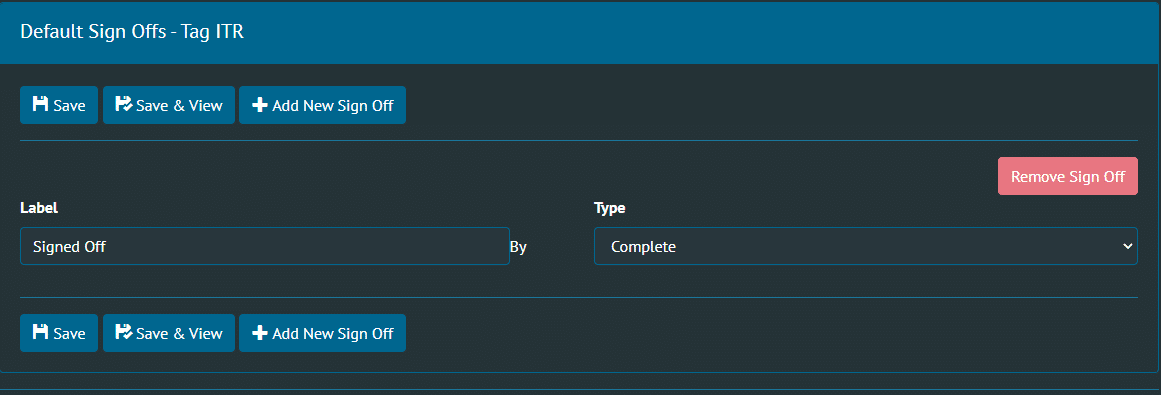 Default Sign Offs - Tag ITR
Save Save & View Add New Sign Off
Remove Sign Off
Label Type
Signed Off By Complete
Save Save & View Add New Sign Off